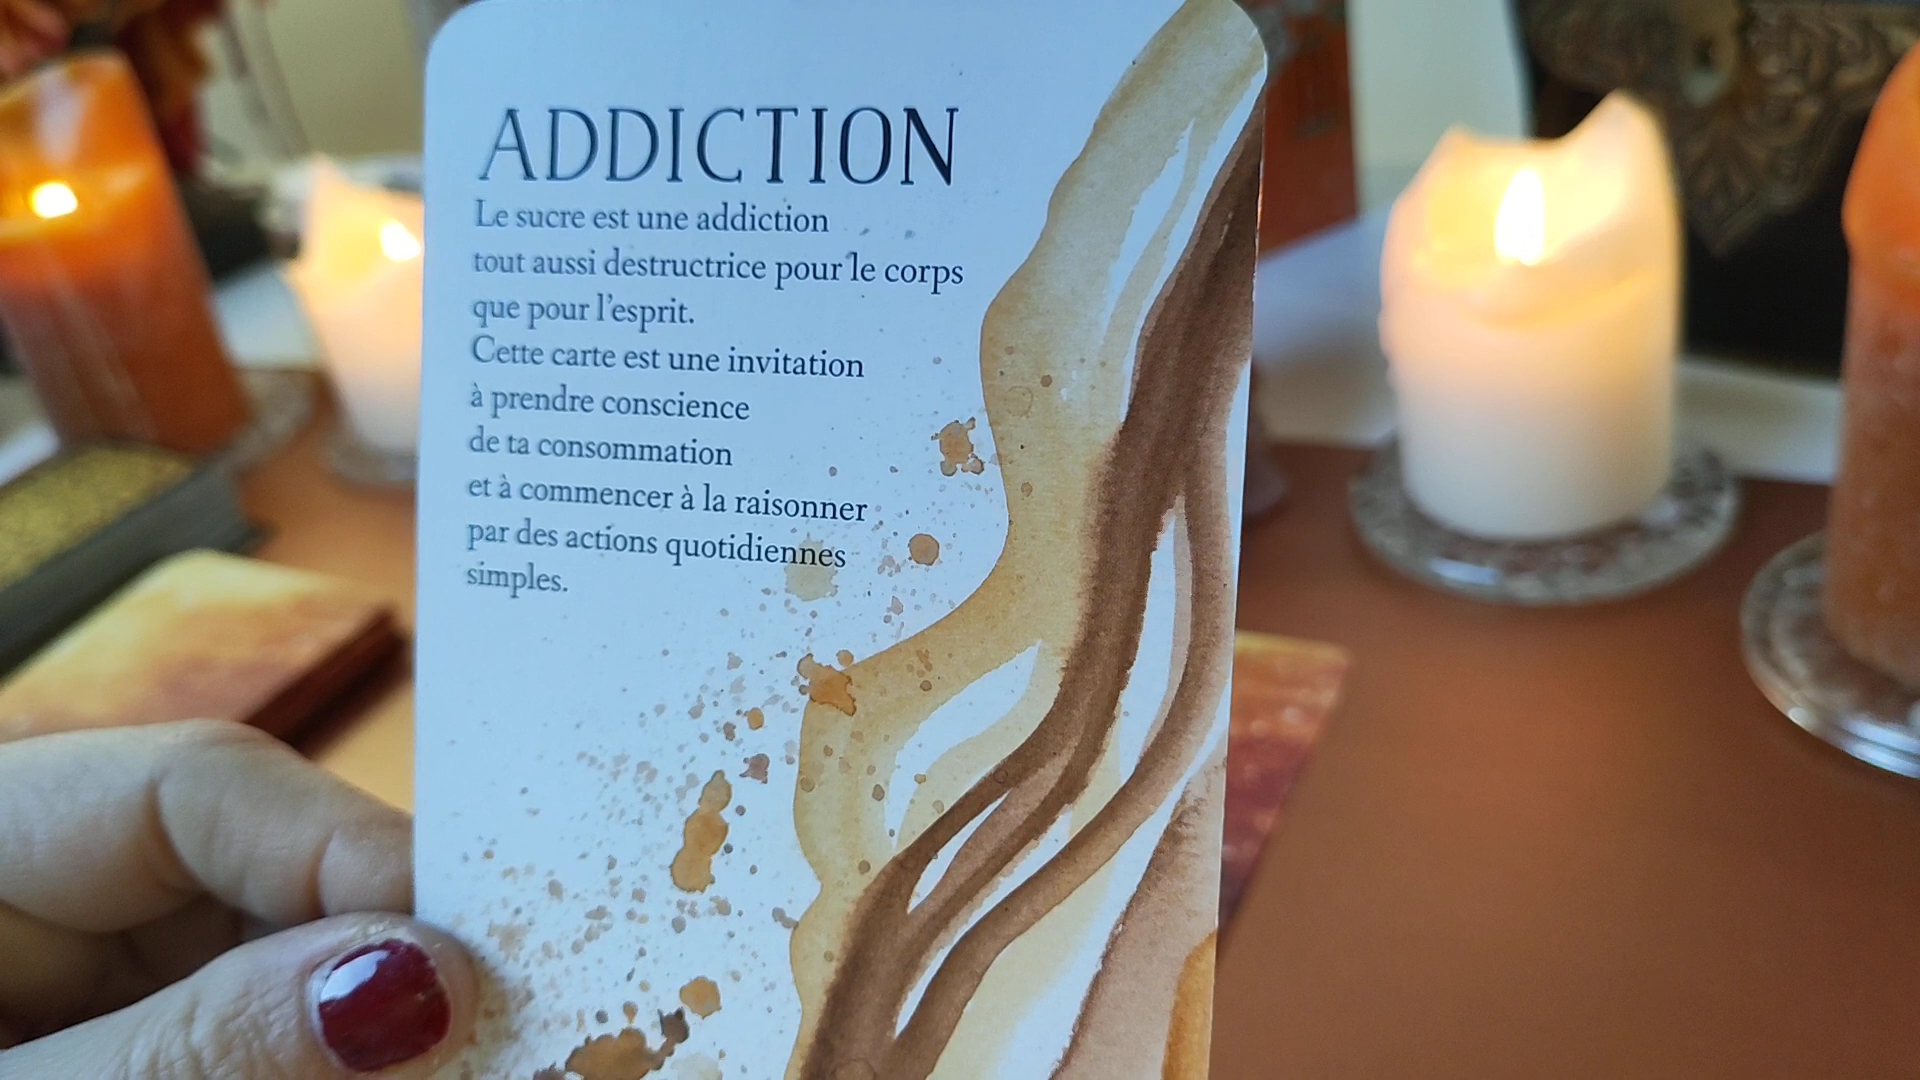 ADDICTION
Le sucre est une addiction
tout aussi destructrice pour le corps
que pour l'esprit.
Cette carte est une invitation
à prendre conscience
de ta consommation
et à commencer à la raisonner
par des actions quotidiennes
simples.